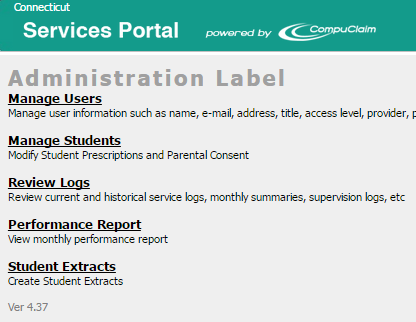 Connecticut
Services Portal powered by CompuClaim
Administration Label
Manage Users
Manage user information such as name, e-mail, address, title, access level, provider,
Manage Students
Modify Student Prescriptions and Parental Consent
Review Logs
Review current and historical service logs, monthly summaries, supervision logs, etc
Performance Report
View monthly performance report
Student Extracts
Create Student Extracts
Ver 4.37